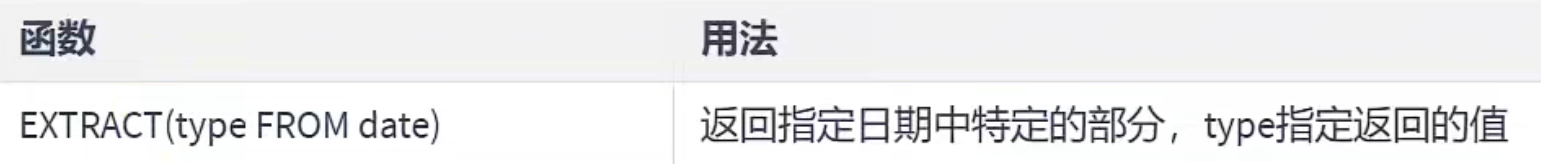 函数 用法
EXTRACT(type FROM date) 返回指定日期中特定的部分，type指定返回的值